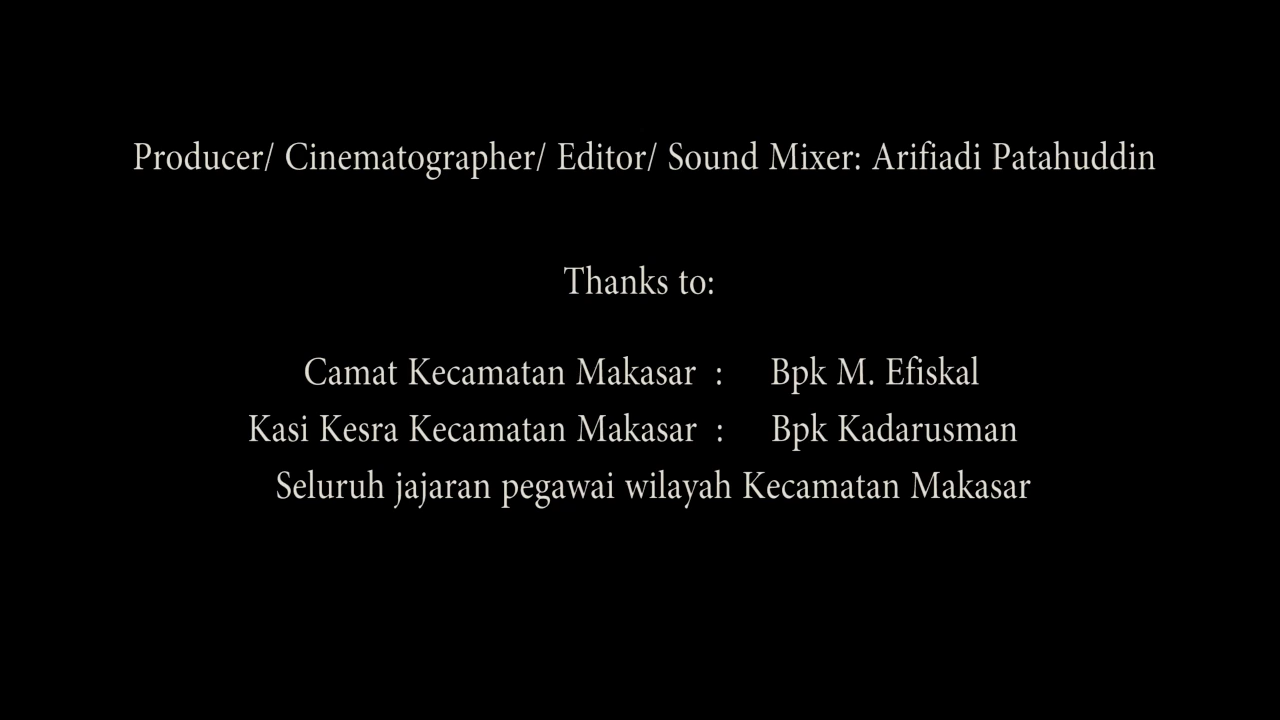 Producer/ Cinematographer/ Editor/ Sound Mixer: Arifiadi Patahuddin
Thanks to:
Camat Kecamatan Makasar : Bpk M. Efiskal
Kasi Kesra Kecamatan Makasar : Bpk Kadarusman
Seluruh jajaran pegawai wilayah Kecamatan Makasar